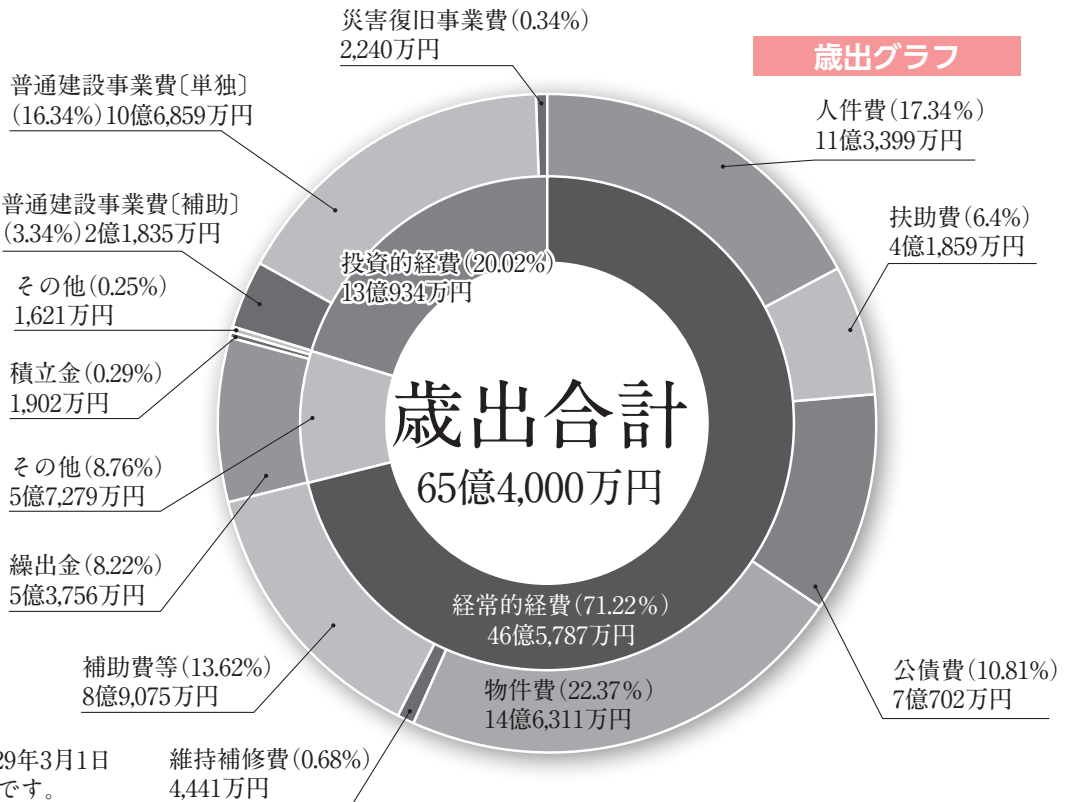 歳出グラフ
災害復旧事業費(0.34%)
2,240万円
普通建設事業費〔単独〕
(16.34%)10億6,859万円
普通建設事業費〔補助〕
(3.34%)2億1,835万円
その他(0.25%)
1,621万円
積立金(0.29%)
1,902万円
その他(8.76%)
5億7,279万円
繰出金(8.22%)
5億3,756万円
補助費等(13.62%)
8億9,075万円
維持補修費(0.68%)
4,441万円
人件費(17.34%)
11億3,399万円
扶助費(6.4%)
4億1,859万円
公債費(10.81%)
7億702万円
物件費(22.37%)
14億6,311万円
投資的経費(20.02%)
13億934万円
経常的経費(71.22%)
46億5,787万円
歳出合計
65億4,000万円
29年3月1日
です。